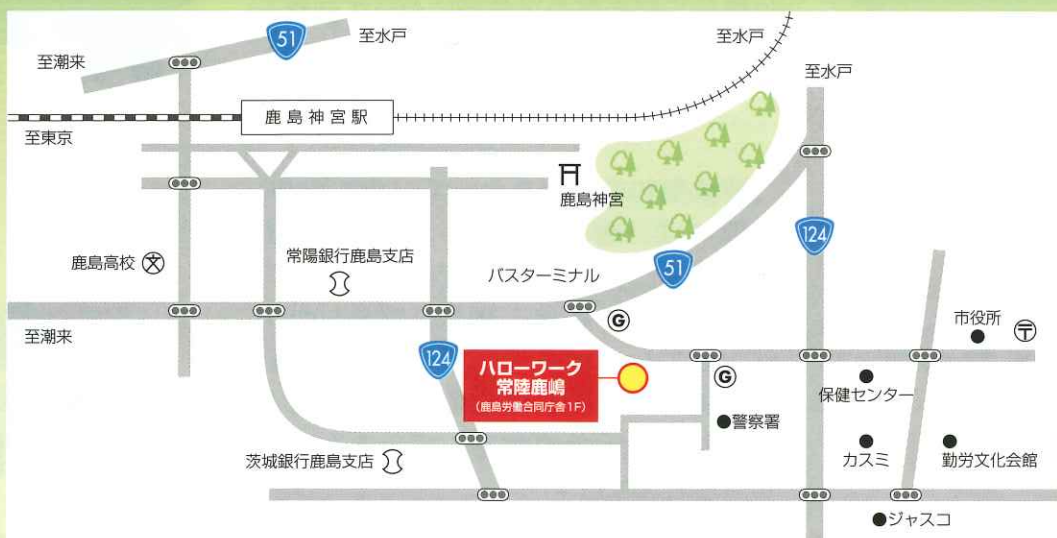 51
至水戸
至水戸
至潮来
至水戸
鹿島神宮駅
至東京
鹿島神宮
124
鹿島高校
文
常陽銀行鹿島支店
バスターミナル
51
至潮来
G
市役所
〒
124
ハローワーク
常陸鹿嶋
(鹿島労働合同庁舎1F)
G
保健センター
警察署
茨城銀行鹿島支店
カスミ
勤労文化会館
ジャスコ